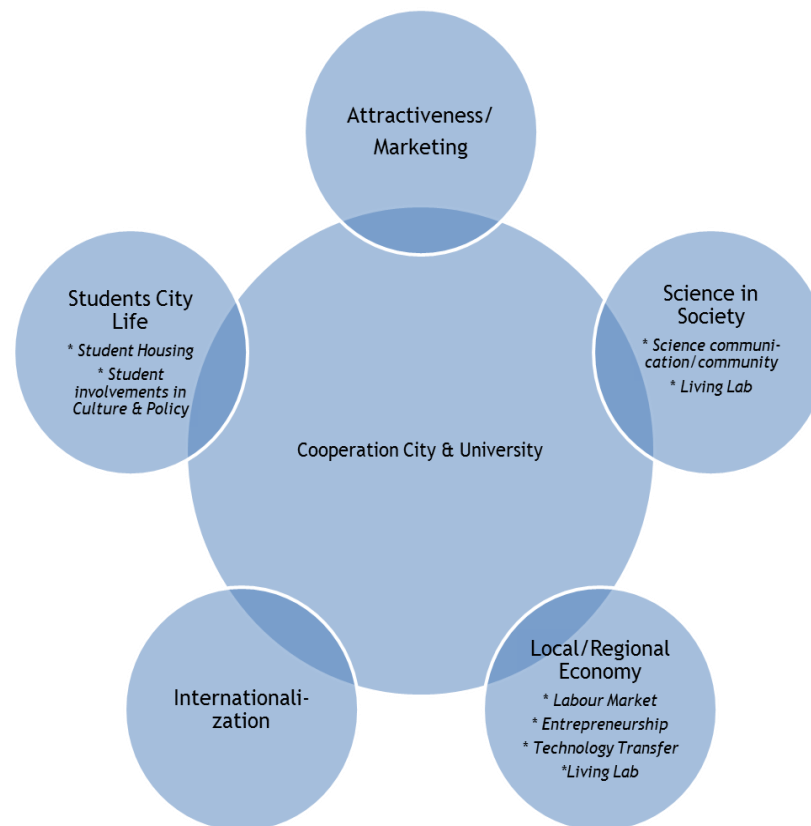 Attractiveness/
Marketing
Students City
Life
* Student Housing
* Student
involvements in
Culture & Policy
Science in
Society
* Science communi-
cation/community
* Living Lab
Cooperation City & University
Internationali-
zation
Local/Regional
Economy
* Labour Market
* Entrepreneurship
* Technology Transfer
*Living Lab